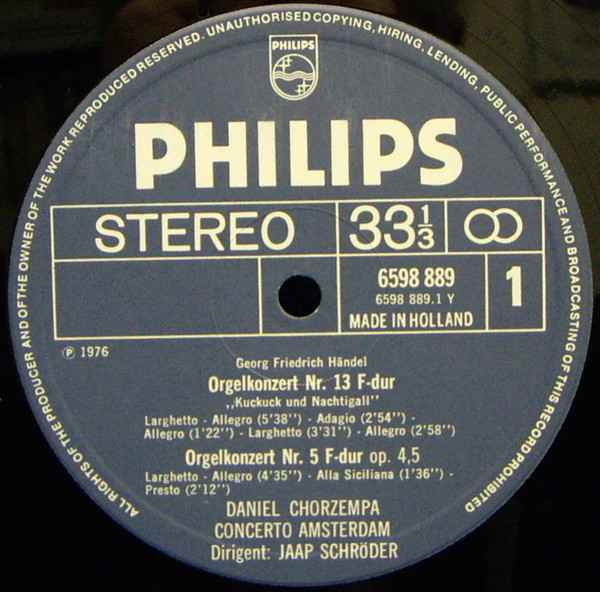 ALL RIGHTS OF THE PRODUCER AND OF THE OWNER OF THE WORK REPRODUCED RESERVED. UNAUTHORISED COPYING, HIRING, LENDING, PUBLIC PERFORMANCE AND BROADCASTING OF THIS RECORD PROHIBITED
PHILIPS
PHILIPS
STEREO 33 1/3
6598 889
6598 889.1 Y
1
MADE IN HOLLAND
℗ 1976
Georg Friedrich Händel
Orgelkonzert Nr. 13 F-dur
,,Kuckuck und Nachtigall''
Larghetto - Allegro (5'38'') - Adagio (2'54'') -
Allegro (1'22'') - Larghetto (3'31'') - Allegro (2'58'')
Orgelkonzert Nr. 5 F-dur op. 4,5
Larghetto - Allegro (4'35'') - Alla Siciliana (1'36'') -
Presto (2'12'')
DANIEL CHORZEMPA
CONCERTO AMSTERDAM
Dirigent: JAAP SCHRÖDER